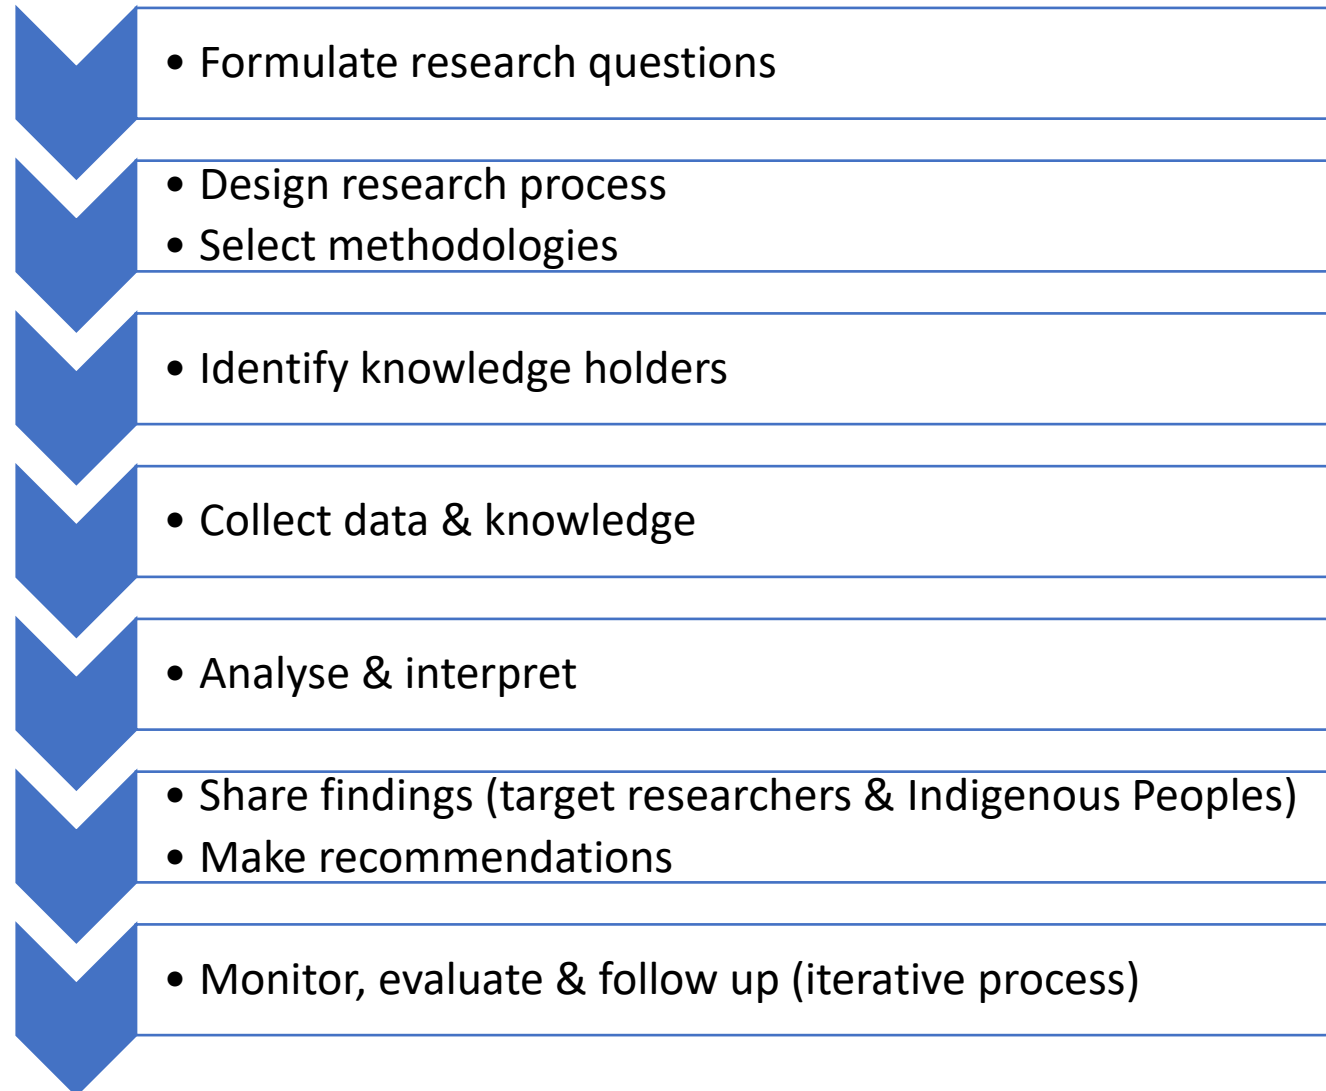 • Formulate research questions
• Design research process
• Select methodologies
• Identify knowledge holders
• Collect data & knowledge
• Analyse & interpret
• Share findings (target researchers & Indigenous Peoples)
• Make recommendations
• Monitor, evaluate & follow up (iterative process)